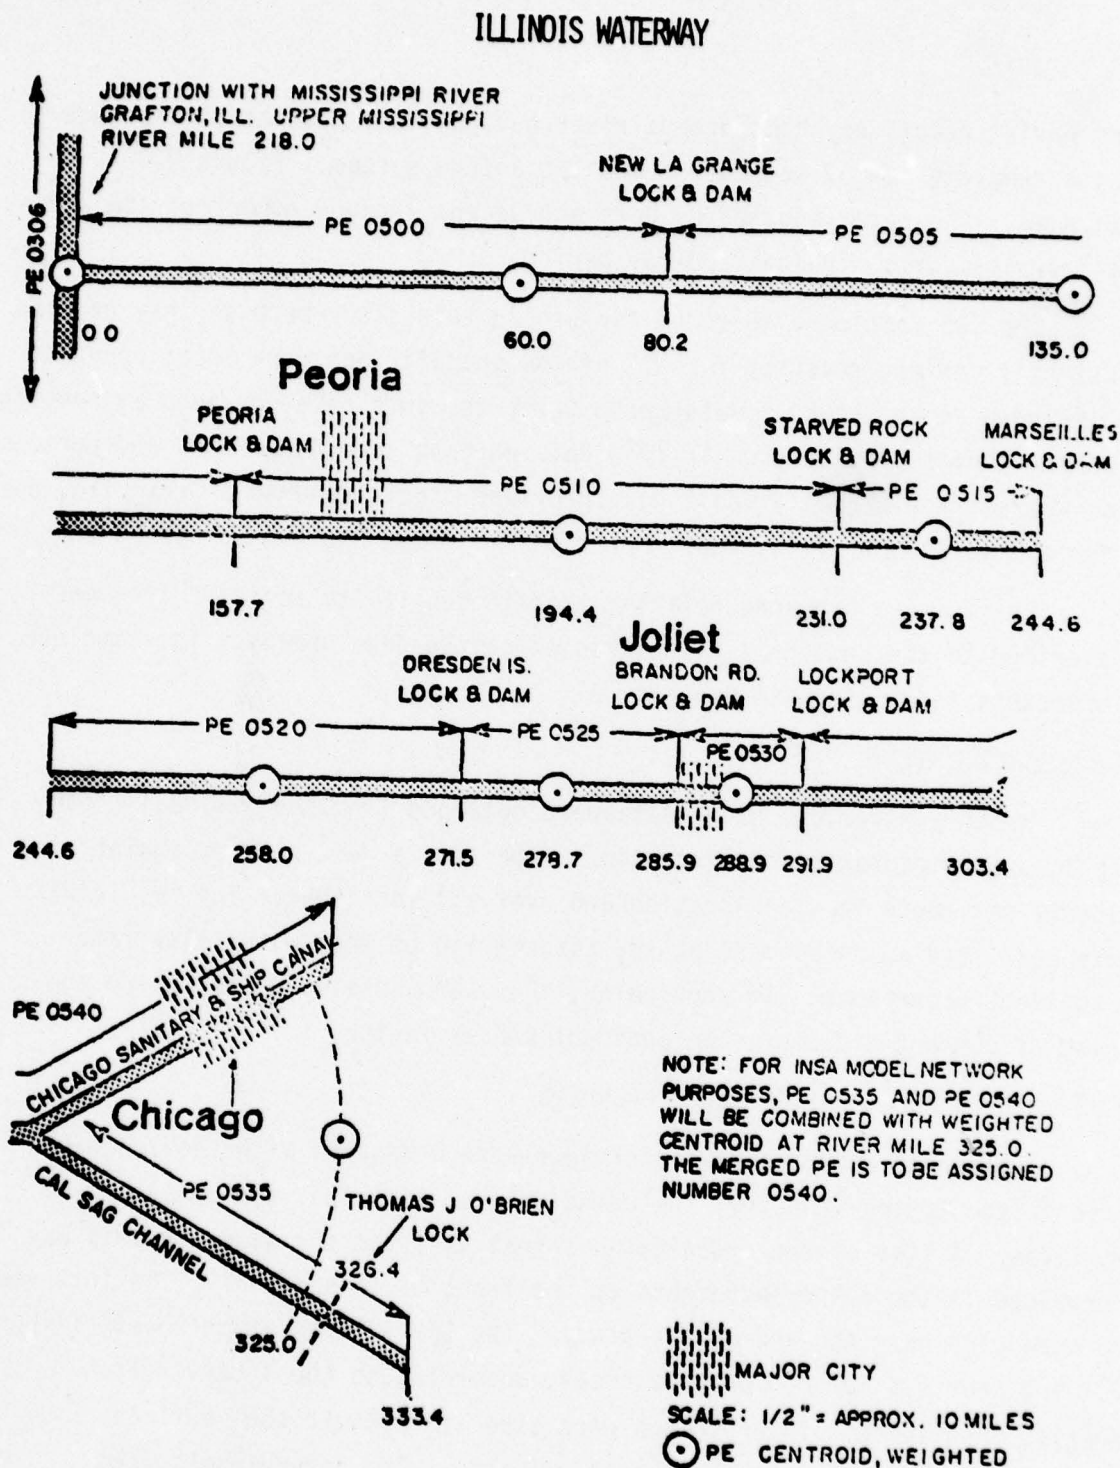 ILLINOIS WATERWAY
JUNCTION WITH MISSISSIPPI RIVER
GRAFTON, ILL. UPPER MISSISSIPPI
RIVER MILE 218.0
NEW LA GRANGE
LOCK & DAM
PE 0306
PE 0500
PE 0505
0 0
60.0
80.2
135.0
Peoria
PEORIA
LOCK & DAM
STARVED ROCK
LOCK & DAM
MARSEILLES
LOCK & DAM
PE 0510
PE 0515
157.7
194.4
231.0
237.8
244.6
Joliet
DRESDEN IS.
LOCK & DAM
BRANDON RD.
LOCK & DAM
LOCKPORT
LOCK & DAM
PE 0520
PE 0525
PE 0530
244.6
258.0
271.5
279.7
285.9
288.9
291.9
303.4
PE 0540
CHICAGO SANITARY & SHIP CANAL
Chicago
PE 0535
CAL SAG CHANNEL
THOMAS J O'BRIEN
LOCK
326.4
325.0
333.4
NOTE: FOR INSA MODEL NETWORK
PURPOSES, PE 0535 AND PE 0540
WILL BE COMBINED WITH WEIGHTED
CENTROID AT RIVER MILE 325.0.
THE MERGED PE IS TO BE ASSIGNED
NUMBER 0540.
MAJOR CITY
SCALE: 1/2" = APPROX. 10 MILES
PE CENTROID, WEIGHTED